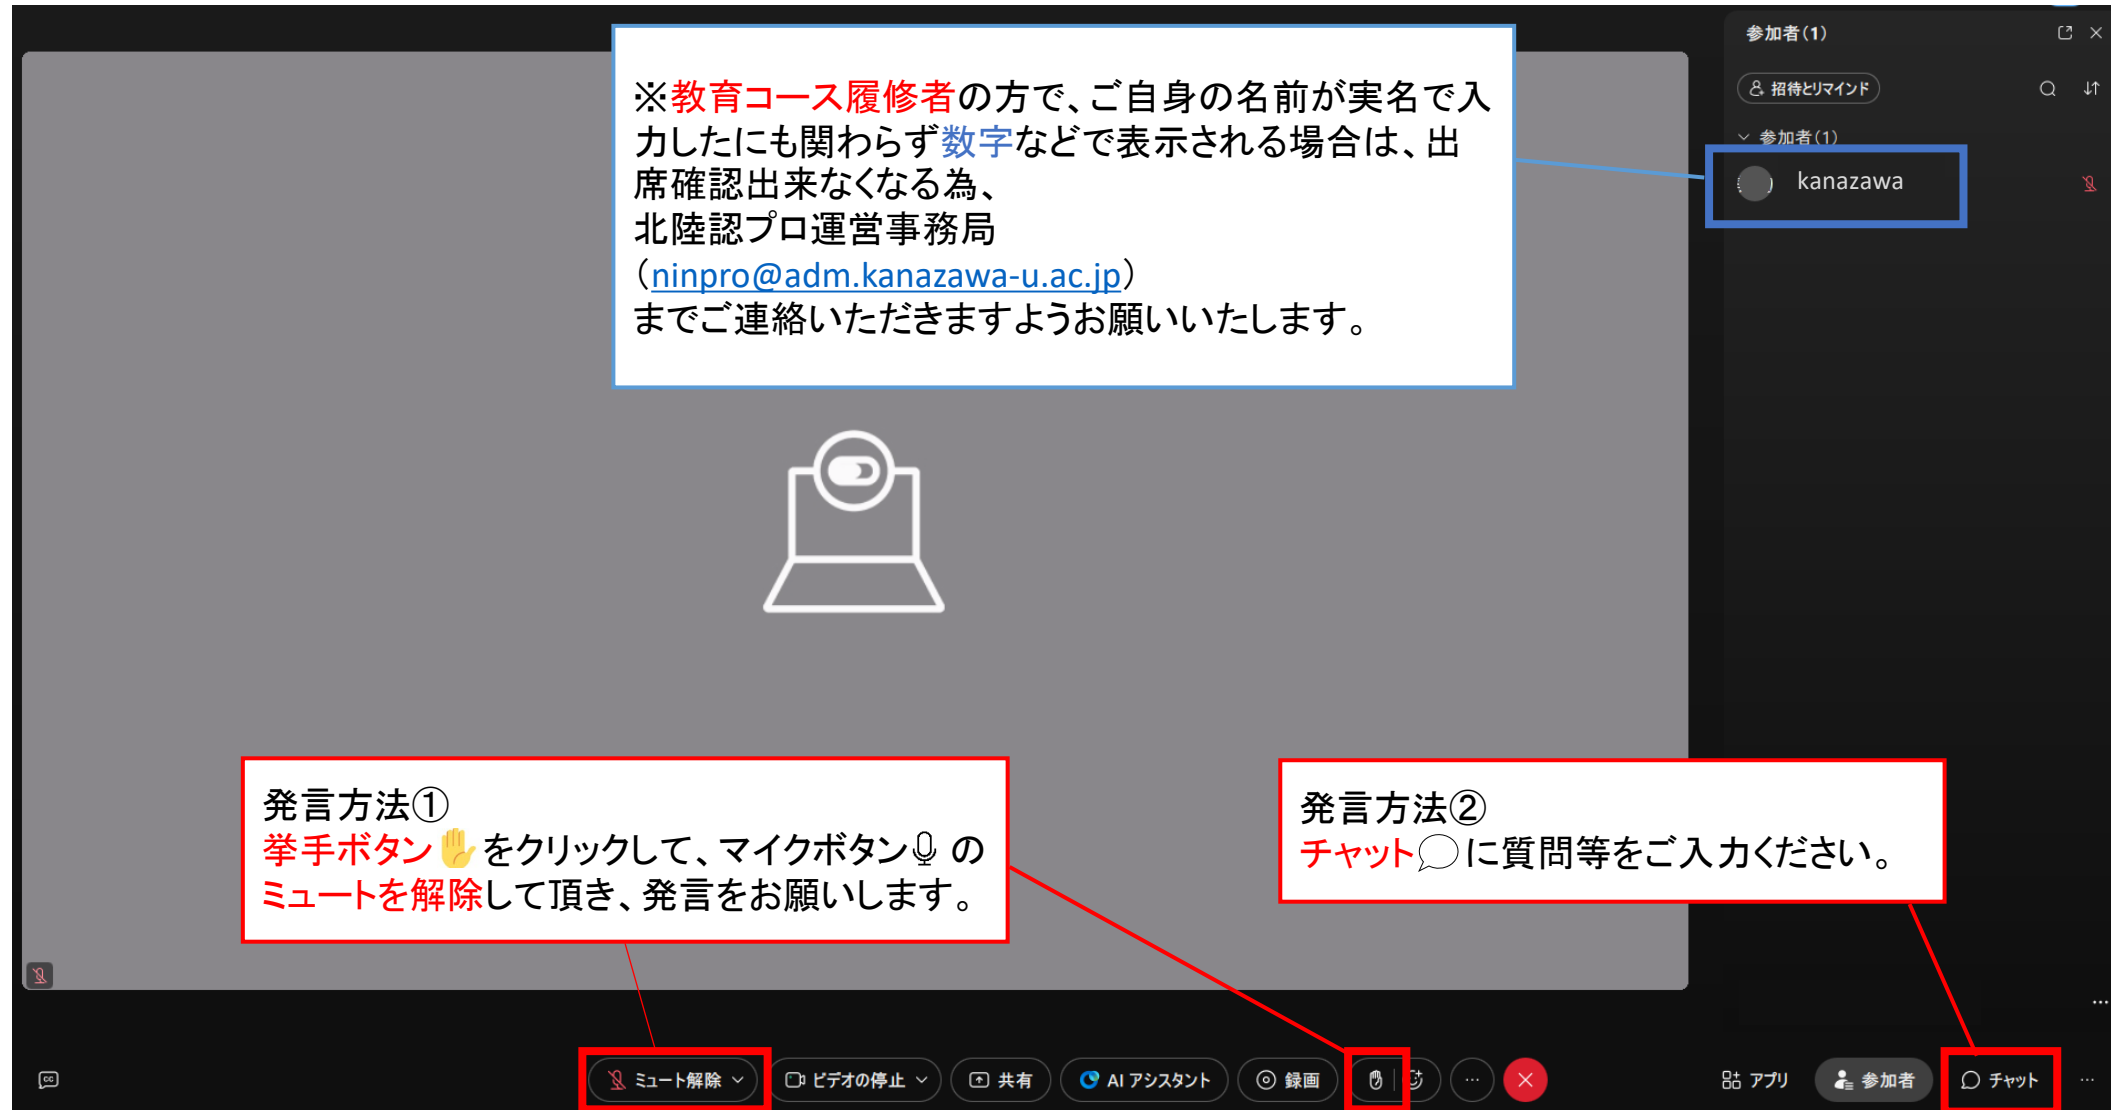 ※教育コース履修者の方で、ご自身の名前が実名で入
力したにも関わらず数字などで表示される場合は、出
席確認出来なくなる為、
北陸認プロ運営事務局
（ninpro@adm.kanazawa-u.ac.jp）
までご連絡いただきますようお願いいたします。
参加者(1)
招待とリマインド
参加者(1)
kanazawa
発言方法①
挙手ボタン✋をクリックして、マイクボタン🎙 の
ミュートを解除して頂き、発言をお願いします。
発言方法②
チャット💬に質問等をご入力ください。
CC
ミュート解除
ビデオの停止
共有
AI アシスタント
録画
アプリ
参加者
チャット